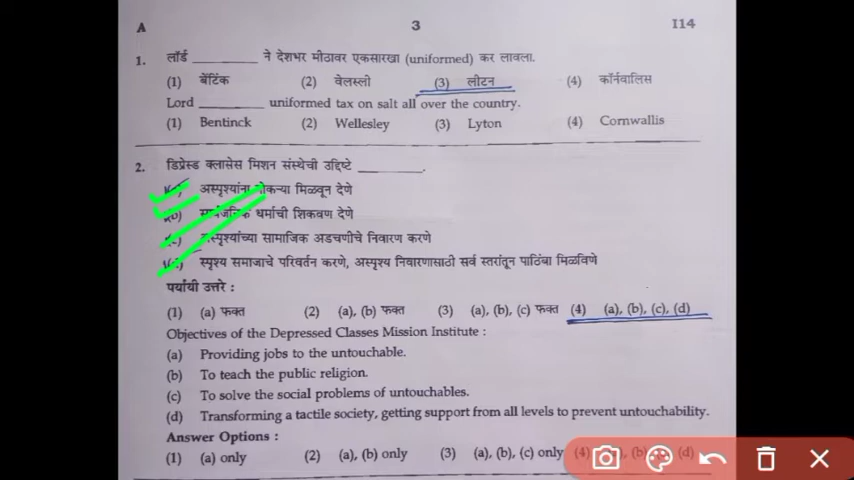 A 3 I14
1. लॉर्ड ________ ने देशभर मीठावर एकसारखा (uniformed) कर लावला.
(1) बेंटिंक (2) वेलस्ली (3) लीटन (4) कॉर्नवालिस
Lord ________ uniformed tax on salt all over the country.
(1) Bentinck (2) Wellesley (3) Lyton (4) Cornwallis
2. डिप्रेस्ड क्लासेस मिशन संस्थेची उद्दिष्टे ________.
अस्पृश्यांना नोकऱ्या मिळवून देणे
(b) सार्वजनिक धर्माची शिकवण देणे
(c) अस्पृश्यांच्या सामाजिक अडचणीचे निवारण करणे
स्पृश्य समाजाचे परिवर्तन करणे, अस्पृश्य निवारणासाठी सर्व स्तरांतून पाठिंबा मिळविणे
पर्यायी उत्तरे :
(1) (a) फक्त (2) (a), (b) फक्त (3) (a), (b), (c) फक्त (4) (a), (b), (c), (d)
Objectives of the Depressed Classes Mission Institute :
(a) Providing jobs to the untouchable.
(b) To teach the public religion.
(c) To solve the social problems of untouchables.
(d) Transforming a tactile society, getting support from all levels to prevent untouchability.
Answer Options :
(1) (a) only (2) (a), (b) only (3) (a), (b), (c) only (4) (d)